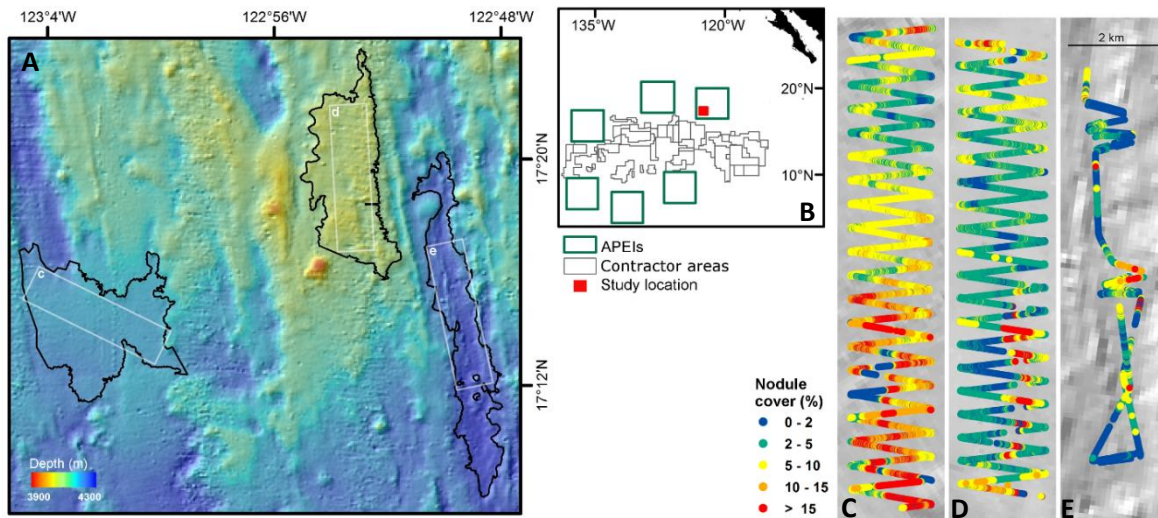 123°4'W 122°56'W 122°48'W
A
d
e
c
17°20'N
17°12'N
Depth (m)
3900 4300
135°W 120°W
20°N
10°N
B
APEIs
Contractor areas
Study location
Nodule
cover (%)
0 - 2
2 - 5
5 - 10
10 - 15
> 15
2 km
C D E